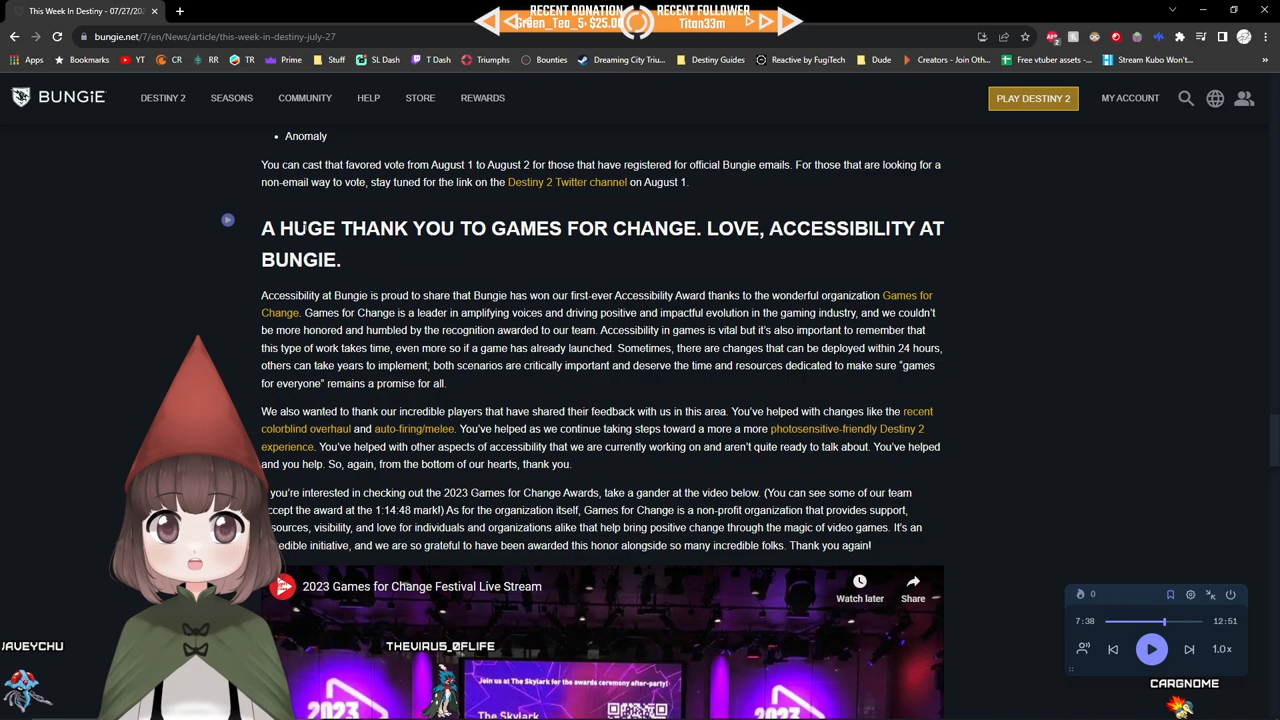 This Week In Destiny - 07/27/202
RECENT DONATION
Green_Tea_5: $25.00
RECENT FOLLOWER
Titan33m
bungie.net/7/en/News/article/this-week-in-destiny-july-27
2
Apps
Bookmarks
YT
CR
RR
TR
Prime
Stuff
SL Dash
T Dash
Triumphs
Bounties
Dreaming City Triu...
Destiny Guides
Reactive by FugiTech
Dude
Creators - Join Oth...
Free vtuber assets -...
Stream Kubo Won't...
BUNGiE
DESTINY 2
SEASONS
COMMUNITY
HELP
STORE
REWARDS
PLAY DESTINY 2
MY ACCOUNT
• Anomaly
You can cast that favored vote from August 1 to August 2 for those that have registered for official Bungie emails. For those that are looking for a
non-email way to vote, stay tuned for the link on the Destiny 2 Twitter channel on August 1.
A HUGE THANK YOU TO GAMES FOR CHANGE. LOVE, ACCESSIBILITY AT
BUNGIE.
Accessibility at Bungie is proud to share that Bungie has won our first-ever Accessibility Award thanks to the wonderful organization Games for
Change. Games for Change is a leader in amplifying voices and driving positive and impactful evolution in the gaming industry, and we couldn't
be more honored and humbled by the recognition awarded to our team. Accessibility in games is vital but it's also important to remember that
this type of work takes time, even more so if a game has already launched. Sometimes, there are changes that can be deployed within 24 hours,
others can take years to implement; both scenarios are critically important and deserve the time and resources dedicated to make sure "games
for everyone" remains a promise for all.
We also wanted to thank our incredible players that have shared their feedback with us in this area. You've helped with changes like the recent
colorblind overhaul and auto-firing/melee. You've helped as we continue taking steps toward a more a more photosensitive-friendly Destiny 2
experience. You've helped with other aspects of accessibility that we are currently working on and aren't quite ready to talk about. You've helped
and you help. So, again, from the bottom of our hearts, thank you.
you're interested in checking out the 2023 Games for Change Awards, take a gander at the video below. (You can see some of our team
ccept the award at the 1:14:48 mark!) As for the organization itself, Games for Change is a non-profit organization that provides support,
sources, visibility, and love for individuals and organizations alike that help bring positive change through the magic of video games. It's an
edible initiative, and we are so grateful to have been awarded this honor alongside so many incredible folks. Thank you again!
2023 Games for Change Festival Live Stream
Watch later
Share
0
7:38
12:51
1.0x
JAVEYCHU
THEVIRU5_0FLIFE
CARGNOME
Join us at The Skylark for the awards ceremony after-party!
The Skylark
2023
2023